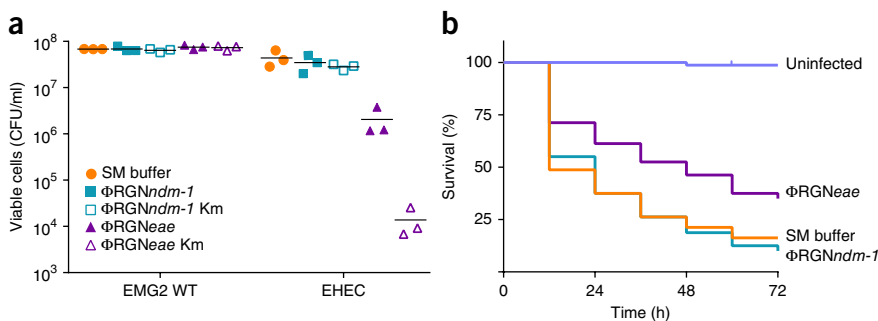 a
Viable cells (CFU/ml)
10⁸
10⁷
10⁶
10⁵
10⁴
10³
SM buffer
ΦRGNndm-1
ΦRGNndm-1 Km
ΦRGNeae
ΦRGNeae Km
EMG2 WT
EHEC
b
Survival (%)
100
75
50
25
Uninfected
ΦRGNeae
SM buffer
ΦRGNndm-1
0
24
48
72
Time (h)